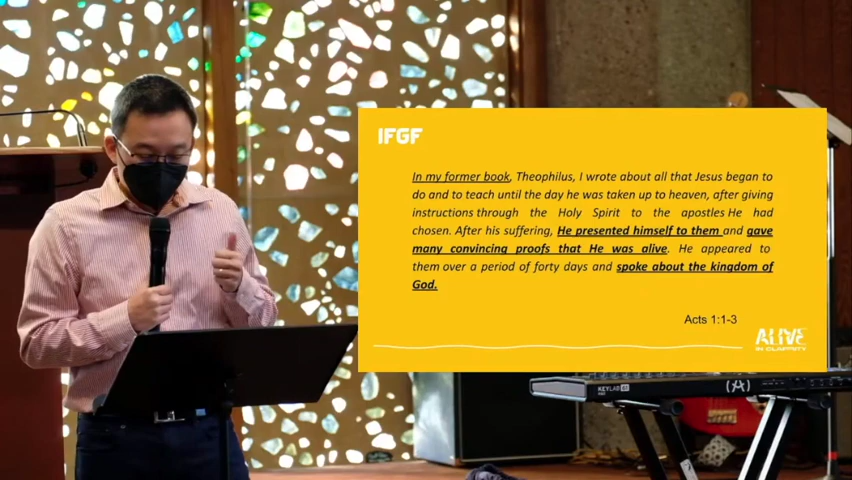 IFGF
In my former book, Theophilus, I wrote about all that Jesus began to
do and to teach until the day he was taken up to heaven, after giving
instructions through the Holy Spirit to the apostles He had
chosen. After his suffering, He presented himself to them and gave
many convincing proofs that He was alive. He appeared to
them over a period of forty days and spoke about the kingdom of
God.
Acts 1:1-3
ALIVE
IN CLARITY
KEYLAB 61
(A)